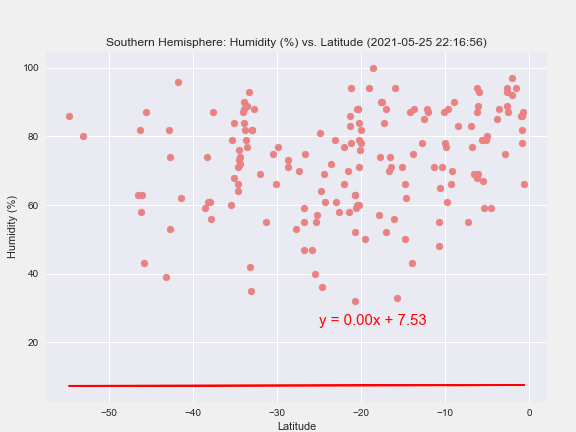 Southern Hemisphere: Humidity (%) vs. Latitude (2021-05-25 22:16:56)
100
80
60
40
20
Humidity (%)
y = 0.00x + 7.53
−50
−40
−30
−20
−10
0
Latitude